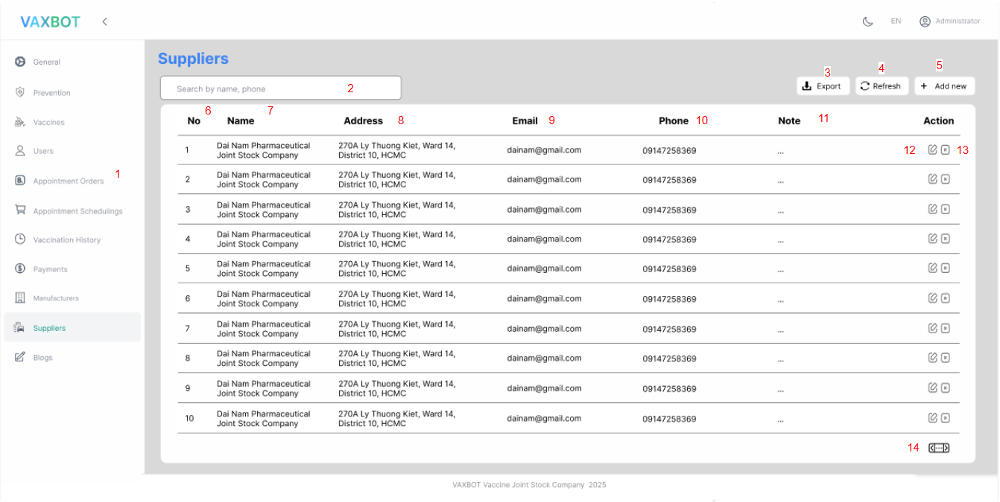 VAXBOT
EN
Administrator
General
Prevention
Vaccines
Users
Appointment Orders
1
Appointment Schedulings
Vaccination History
Payments
Manufacturers
Suppliers
Blogs
Suppliers
Search by name, phone 2
3 4 5
Export Refresh + Add new
No 6 Name 7 Address 8 Email 9 Phone 10 Note 11 Action
1 Dai Nam Pharmaceutical 270A Ly Thuong Kiet, Ward 14, dainam@gmail.com 09147258369 ... 12 13
Joint Stock Company District 10, HCMC
2 Dai Nam Pharmaceutical 270A Ly Thuong Kiet, Ward 14, dainam@gmail.com 09147258369 ...
Joint Stock Company District 10, HCMC
3 Dai Nam Pharmaceutical 270A Ly Thuong Kiet, Ward 14, dainam@gmail.com 09147258369 ...
Joint Stock Company District 10, HCMC
4 Dai Nam Pharmaceutical 270A Ly Thuong Kiet, Ward 14, dainam@gmail.com 09147258369 ...
Joint Stock Company District 10, HCMC
5 Dai Nam Pharmaceutical 270A Ly Thuong Kiet, Ward 14, dainam@gmail.com 09147258369 ...
Joint Stock Company District 10, HCMC
6 Dai Nam Pharmaceutical 270A Ly Thuong Kiet, Ward 14, dainam@gmail.com 09147258369 ...
Joint Stock Company District 10, HCMC
7 Dai Nam Pharmaceutical 270A Ly Thuong Kiet, Ward 14, dainam@gmail.com 09147258369 ...
Joint Stock Company District 10, HCMC
8 Dai Nam Pharmaceutical 270A Ly Thuong Kiet, Ward 14, dainam@gmail.com 09147258369 ...
Joint Stock Company District 10, HCMC
9 Dai Nam Pharmaceutical 270A Ly Thuong Kiet, Ward 14, dainam@gmail.com 09147258369 ...
Joint Stock Company District 10, HCMC
10 Dai Nam Pharmaceutical 270A Ly Thuong Kiet, Ward 14, dainam@gmail.com 09147258369 ...
Joint Stock Company District 10, HCMC
14
VAXBOT Vaccine Joint Stock Company 2025